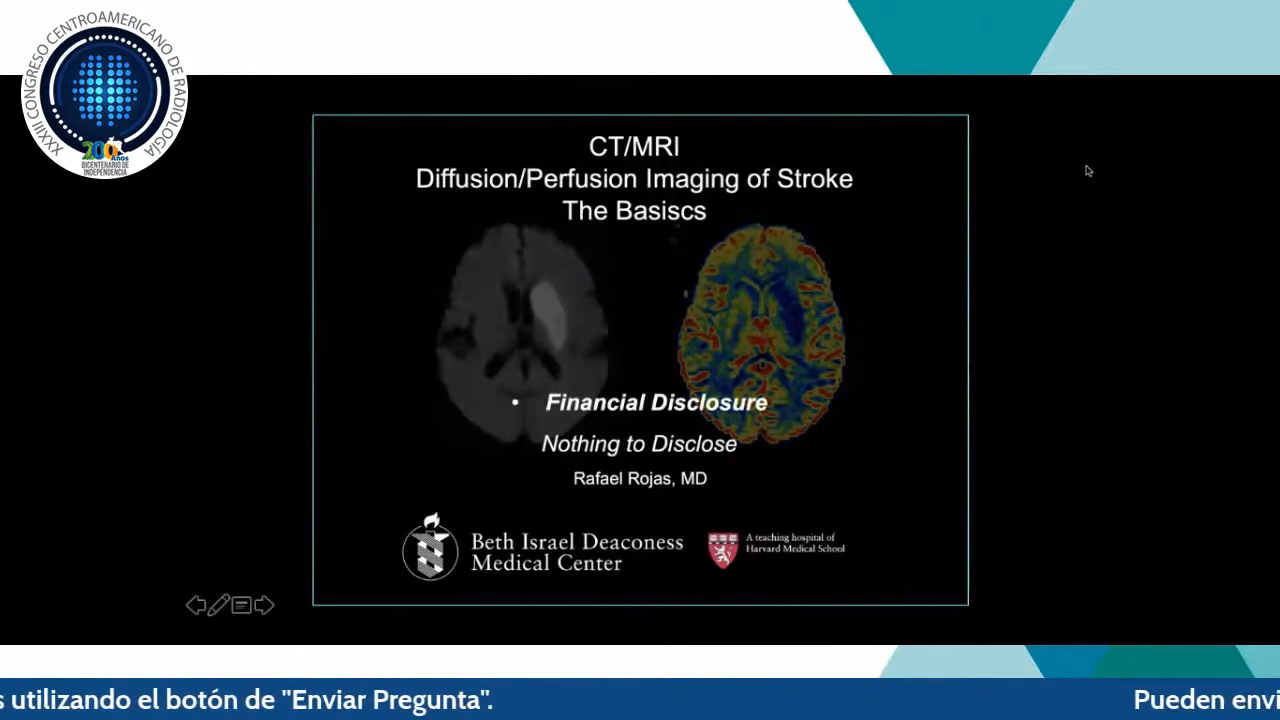 XXXIII CONGRESO CENTROAMERICANO DE RADIOLOGÍA
200 Años
BICENTENARIO DE
INDEPENDENCIA
CT/MRI
Diffusion/Perfusion Imaging of Stroke
The Basiscs
• Financial Disclosure
Nothing to Disclose
Rafael Rojas, MD
Beth Israel Deaconess
Medical Center
A teaching hospital of
Harvard Medical School
s utilizando el botón de "Enviar Pregunta".
Pueden envi